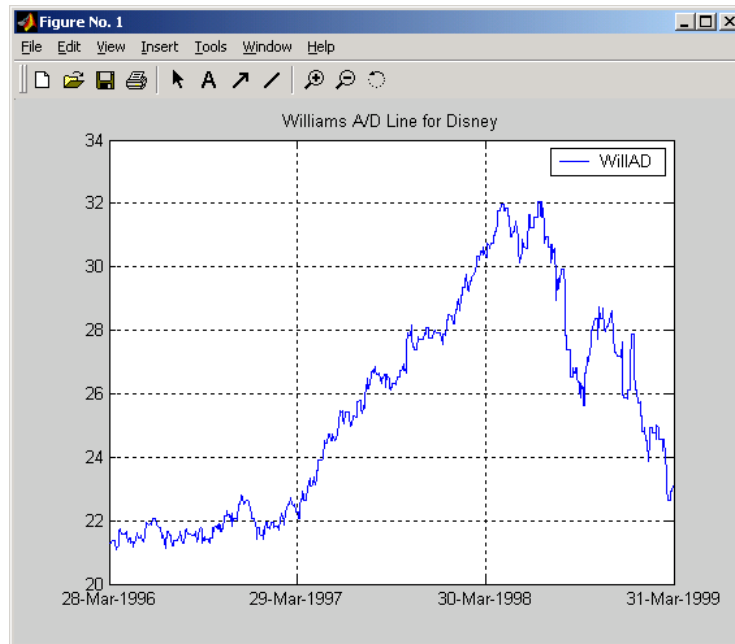 Figure No. 1
File Edit View Insert Tools Window Help
A
Williams A/D Line for Disney
WillAD
34
32
30
28
26
24
22
20
28-Mar-1996 29-Mar-1997 30-Mar-1998 31-Mar-1999